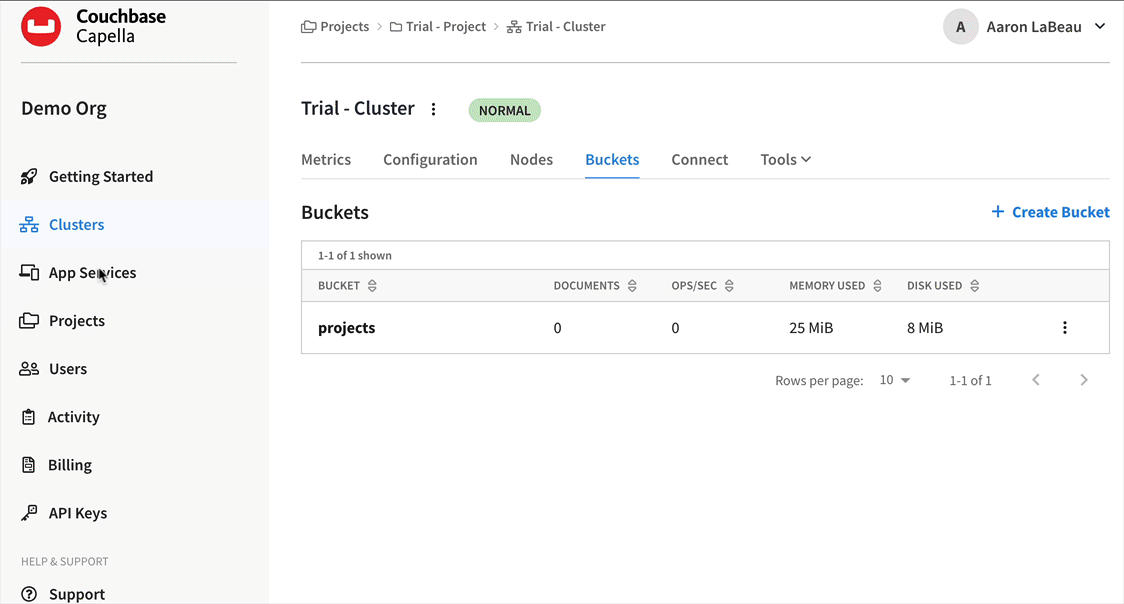 Couchbase
Capella
Demo Org
Getting Started
Clusters
App Services
Projects
Users
Activity
Billing
API Keys
HELP & SUPPORT
Support
Projects > Trial - Project > Trial - Cluster
A Aaron LaBeau
Trial - Cluster NORMAL
Metrics Configuration Nodes Buckets Connect Tools
Buckets + Create Bucket
1-1 of 1 shown
BUCKET DOCUMENTS OPS/SEC MEMORY USED DISK USED
projects 0 0 25 MiB 8 MiB
Rows per page: 10 1-1 of 1